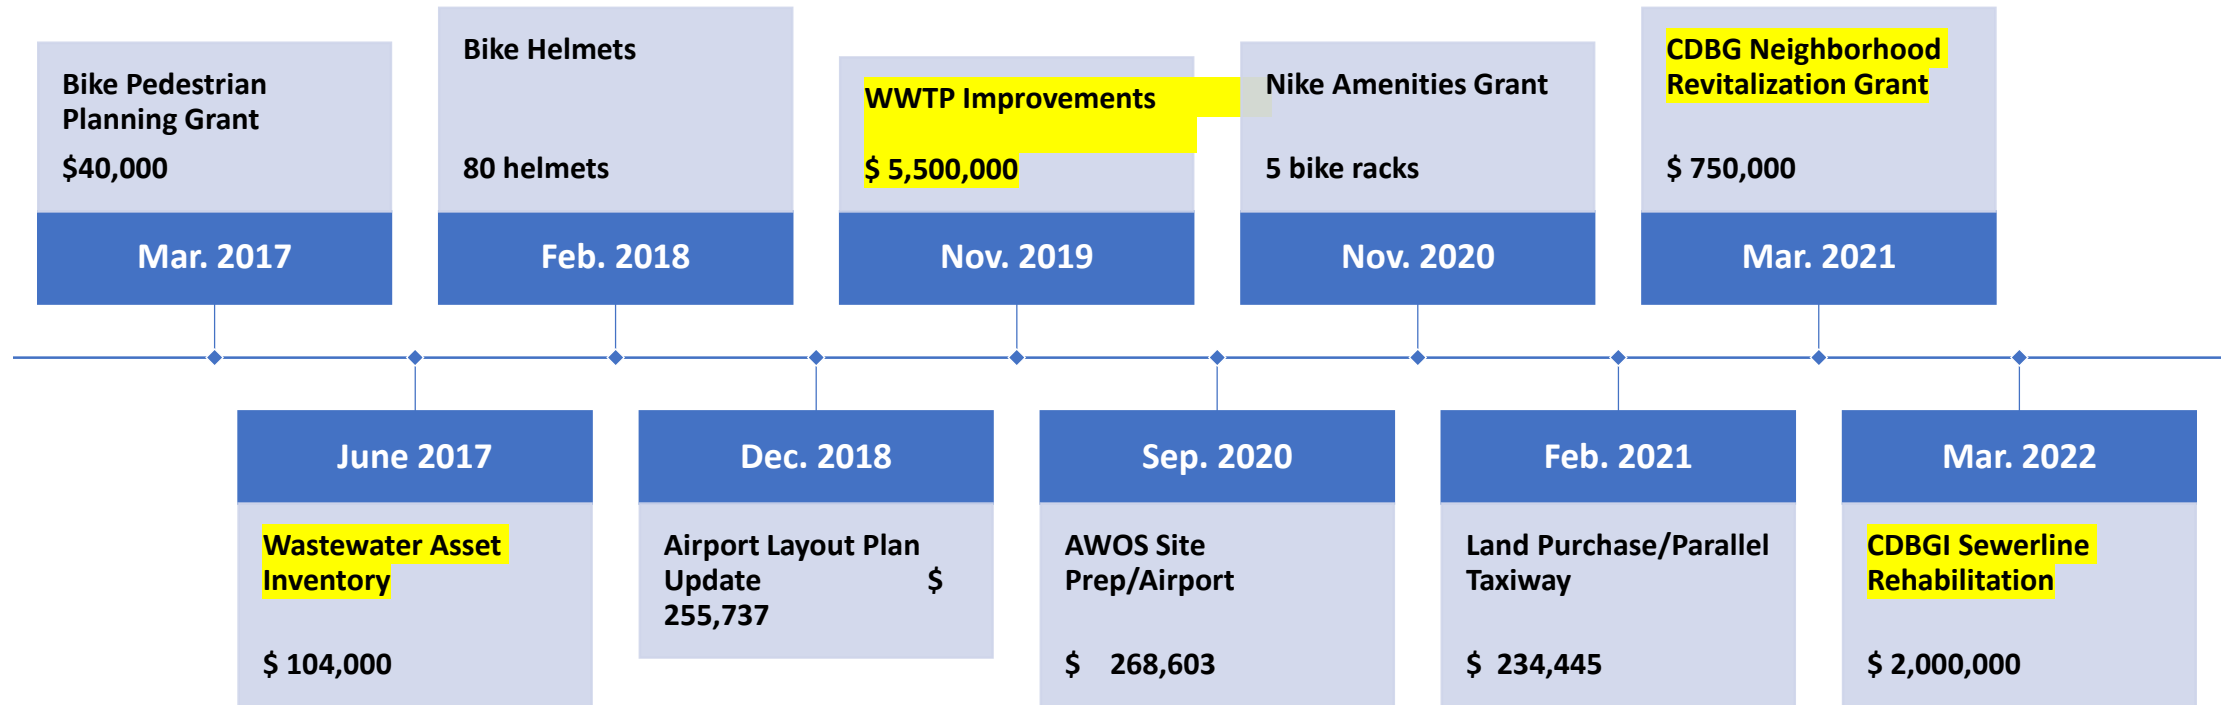 Bike Pedestrian
Planning Grant
$40,000
Mar. 2017
Bike Helmets
80 helmets
Feb. 2018
WWTP Improvements
$ 5,500,000
Nov. 2019
Nike Amenities Grant
5 bike racks
Nov. 2020
CDBG Neighborhood
Revitalization Grant
$ 750,000
Mar. 2021
June 2017
Wastewater Asset
Inventory
$ 104,000
Dec. 2018
Airport Layout Plan
Update $
255,737
Sep. 2020
AWOS Site
Prep/Airport
$ 268,603
Feb. 2021
Land Purchase/Parallel
Taxiway
$ 234,445
Mar. 2022
CDBGI Sewerline
Rehabilitation
$ 2,000,000